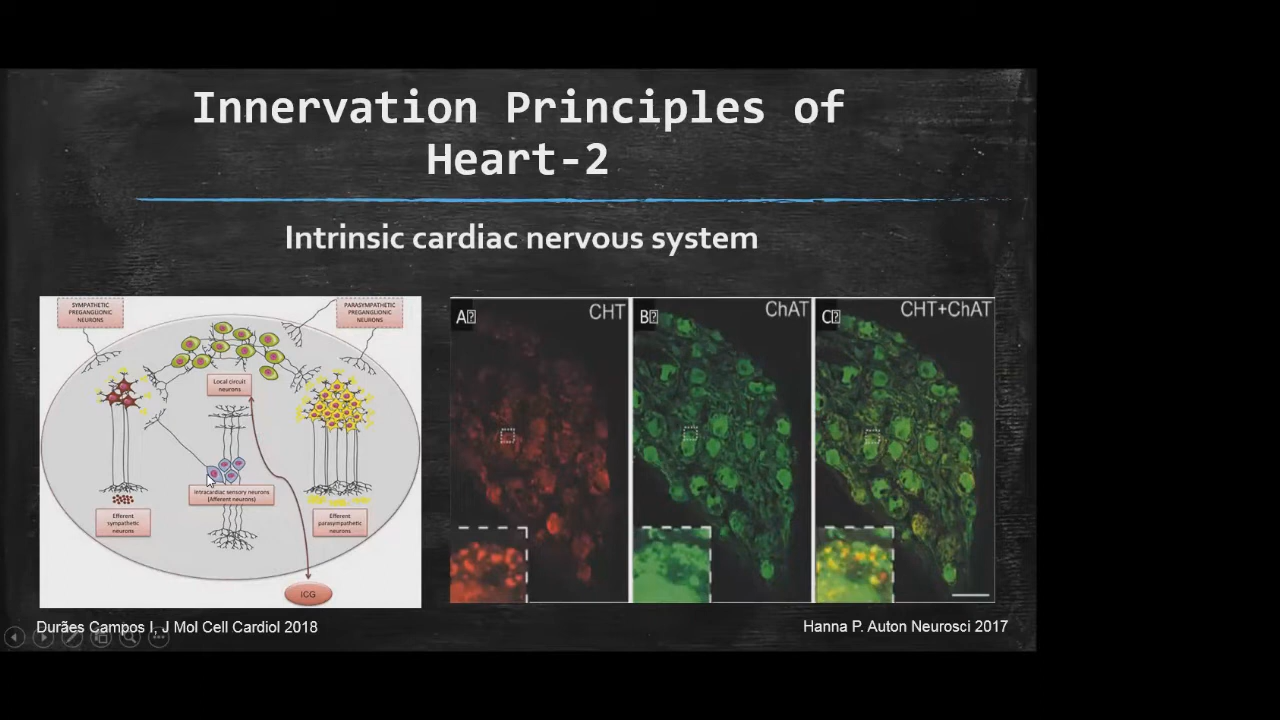 Innervation Principles of
Heart-2
Intrinsic cardiac nervous system
SYMPATHETIC
PREGANGLIONIC
NEURONS
PARASYMPATHETIC
PREGANGLIONIC
NEURONS
Local circuit
neurons
Intracardiac sensory neurons
(Afferent neurons)
Efferent
sympathetic
neurons
Efferent
parasympathetic
neurons
ICG
A
CHT
B
ChAT
C
CHT+ChAT
Durães Campos I, J Mol Cell Cardiol 2018
Hanna P. Auton Neurosci 2017